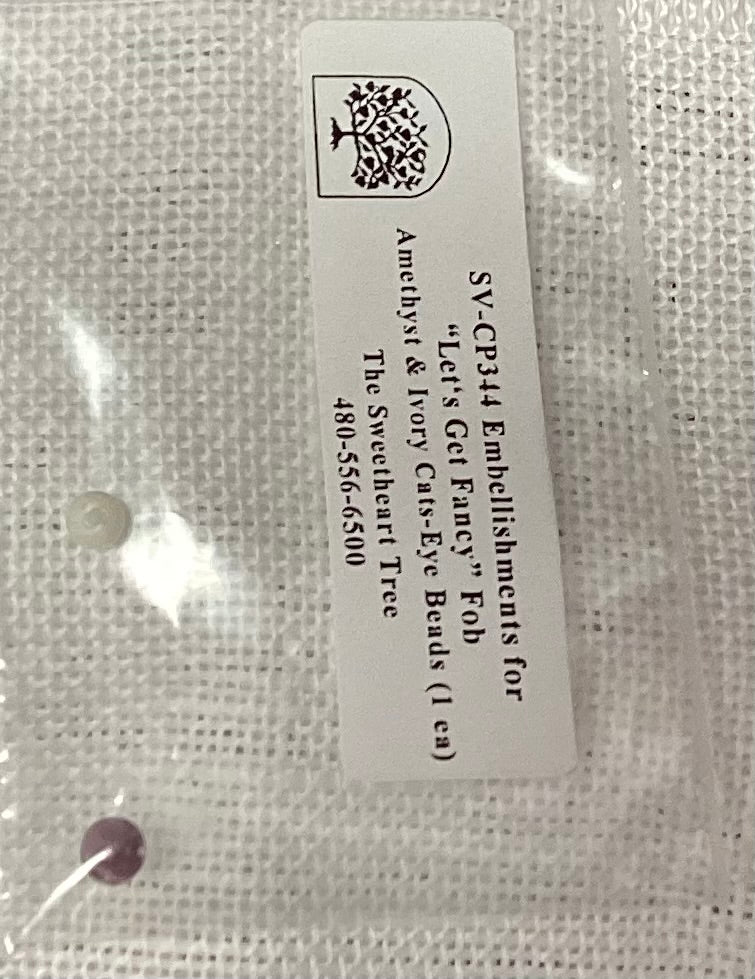 SV-CP344 Embellishments for
“Let's Get Fancy” Fob
Amethyst & Ivory Cats-Eye Beads (1 ea)
The Sweetheart Tree
480-556-6500